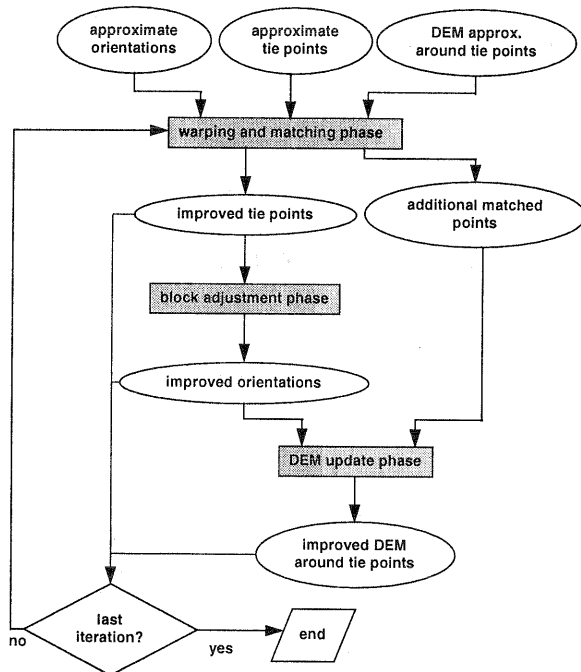 approximate
orientations
approximate
tie points
DEM approx.
around tie points
warping and matching phase
improved tie points
additional matched
points
block adjustment phase
improved orientations
DEM update phase
improved DEM
around tie points
last
iteration?
no
yes
end